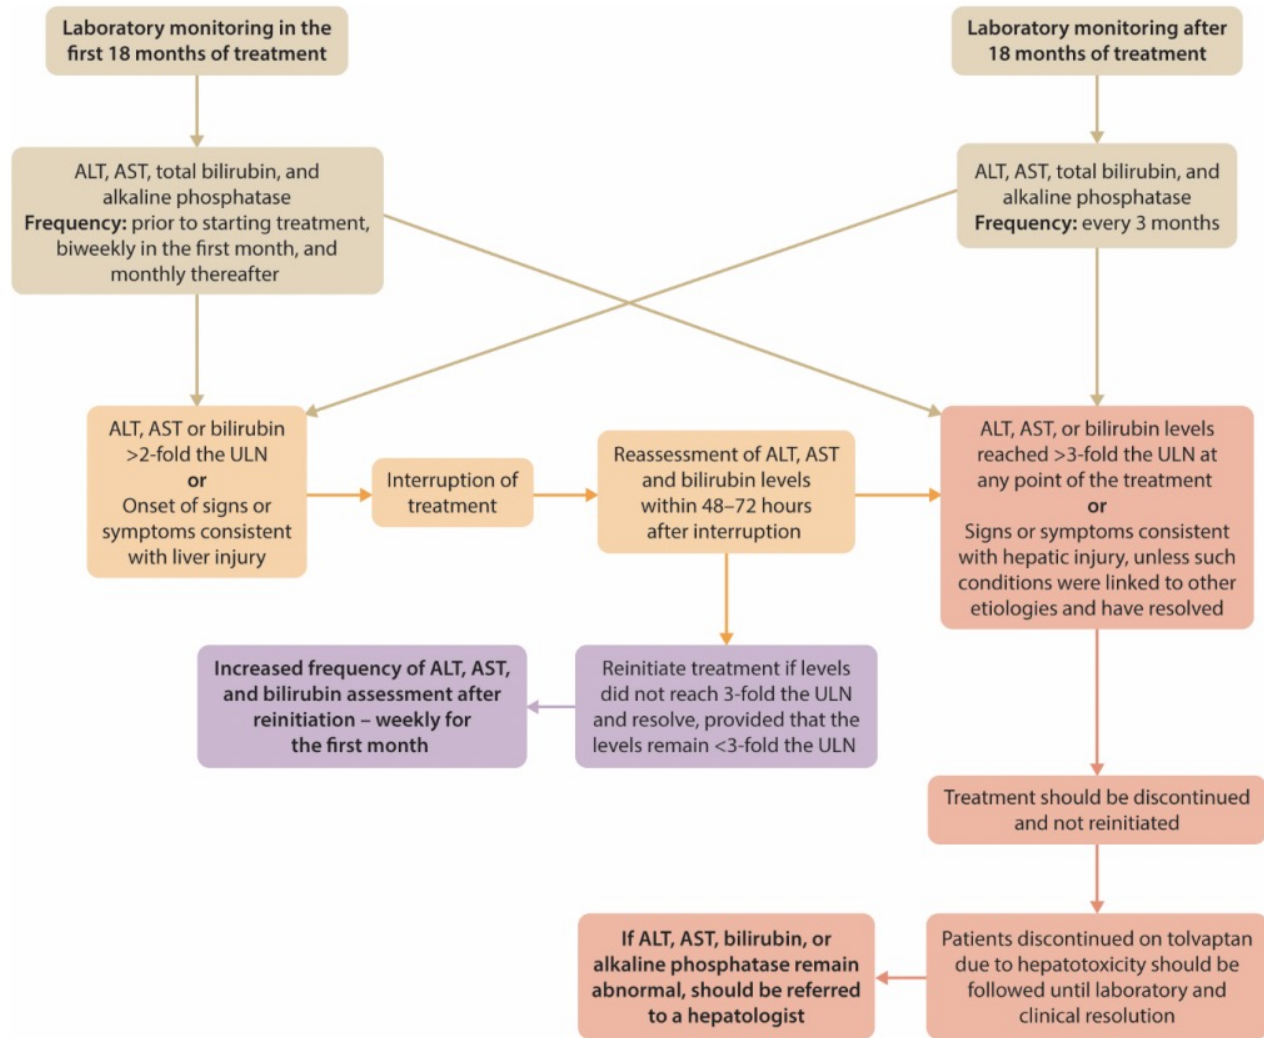 Laboratory monitoring in the
first 18 months of treatment
Laboratory monitoring after
18 months of treatment
ALT, AST, total bilirubin, and
alkaline phosphatase
Frequency: prior to starting treatment,
biweekly in the first month, and
monthly thereafter
ALT, AST, total bilirubin, and
alkaline phosphatase
Frequency: every 3 months
ALT, AST or bilirubin
>2-fold the ULN
or
Onset of signs or
symptoms consistent
with liver injury
Interruption of
treatment
Reassessment of ALT, AST
and bilirubin levels
within 48–72 hours
after interruption
ALT, AST, or bilirubin levels
reached >3-fold the ULN at
any point of the treatment
or
Signs or symptoms consistent
with hepatic injury, unless such
conditions were linked to other
etiologies and have resolved
Increased frequency of ALT, AST,
and bilirubin assessment after
reinitiation – weekly for
the first month
Reinitiate treatment if levels
did not reach 3-fold the ULN
and resolve, provided that the
levels remain <3-fold the ULN
Treatment should be discontinued
and not reinitiated
If ALT, AST, bilirubin, or
alkaline phosphatase remain
abnormal, should be referred
to a hepatologist
Patients discontinued on tolvaptan
due to hepatotoxicity should be
followed until laboratory and
clinical resolution